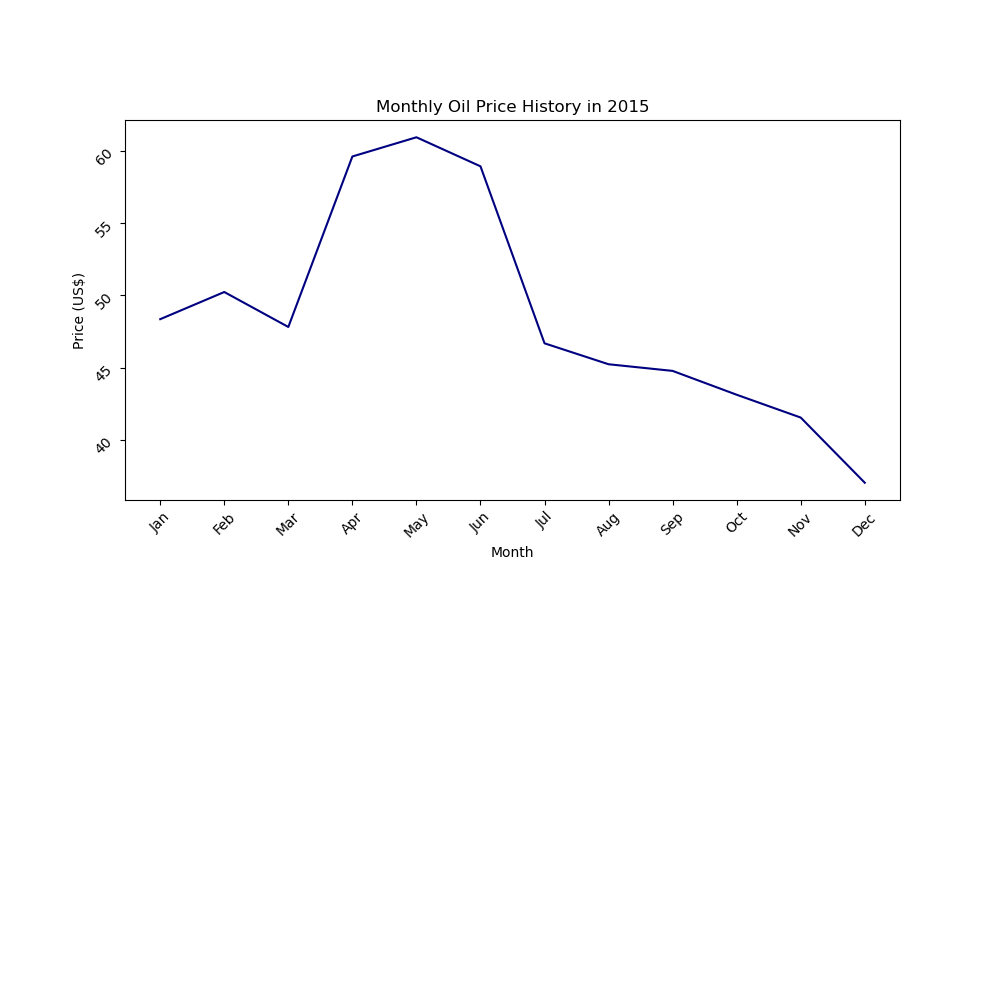 Monthly Oil Price History in 2015
Price (US$)
60
55
50
45
40
Jan Feb Mar Apr May Jun Jul Aug Sep Oct Nov Dec
Month